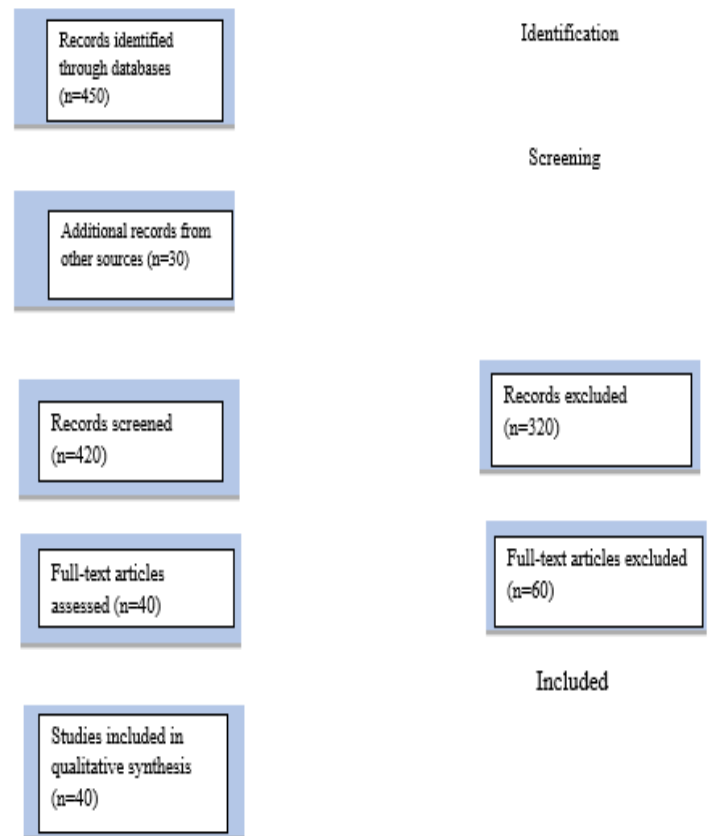 Records identified
through databases
(n=450)
Identification
Screening
Additional records from
other sources (n=30)
Records screened
(n=420)
Records excluded
(n=320)
Full-text articles
assessed (n=40)
Full-text articles excluded
(n=60)
Included
Studies included in
qualitative synthesis
(n=40)